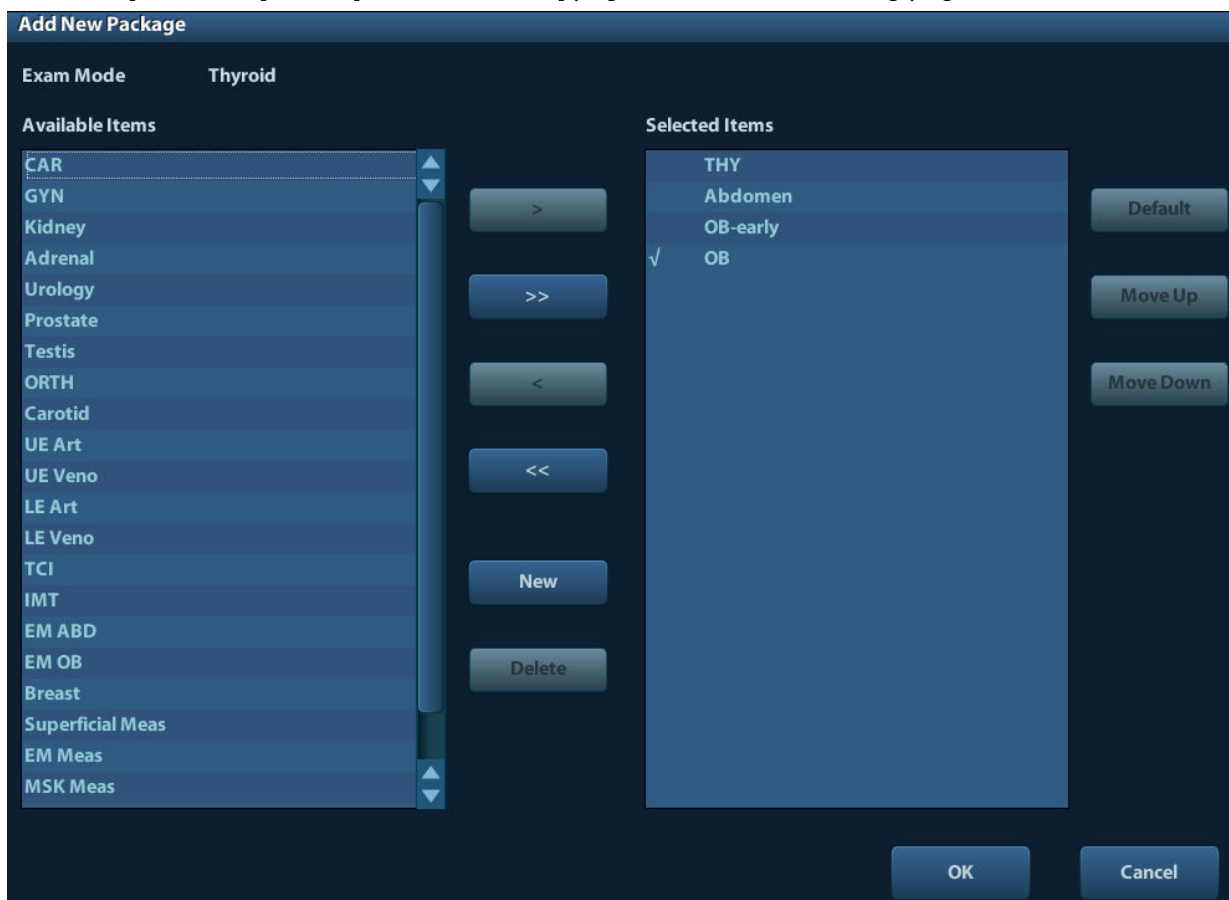 Add New Package
Exam Mode Thyroid
Available Items
CAR
GYN
Kidney
Adrenal
Urology
Prostate
Testis
ORTH
Carotid
UE Art
UE Veno
LE Art
LE Veno
TCI
IMT
EM ABD
EM OB
Breast
Superficial Meas
EM Meas
MSK Meas
>
>>
<
<<
New
Delete
Selected Items
THY
Abdomen
OB-early
√ OB
Default
Move Up
Move Down
OK
Cancel